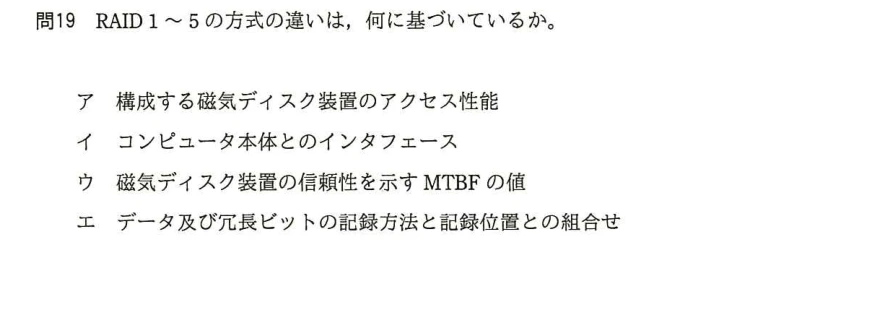 問19 RAID 1 ~ 5 の方式の違いは，何に基づいているか。
ア 構成する磁気ディスク装置のアクセス性能
イ コンピュータ本体とのインタフェース
ウ 磁気ディスク装置の信頼性を示す MTBF の値
エ データ及び冗長ビットの記録方法と記録位置との組合せ